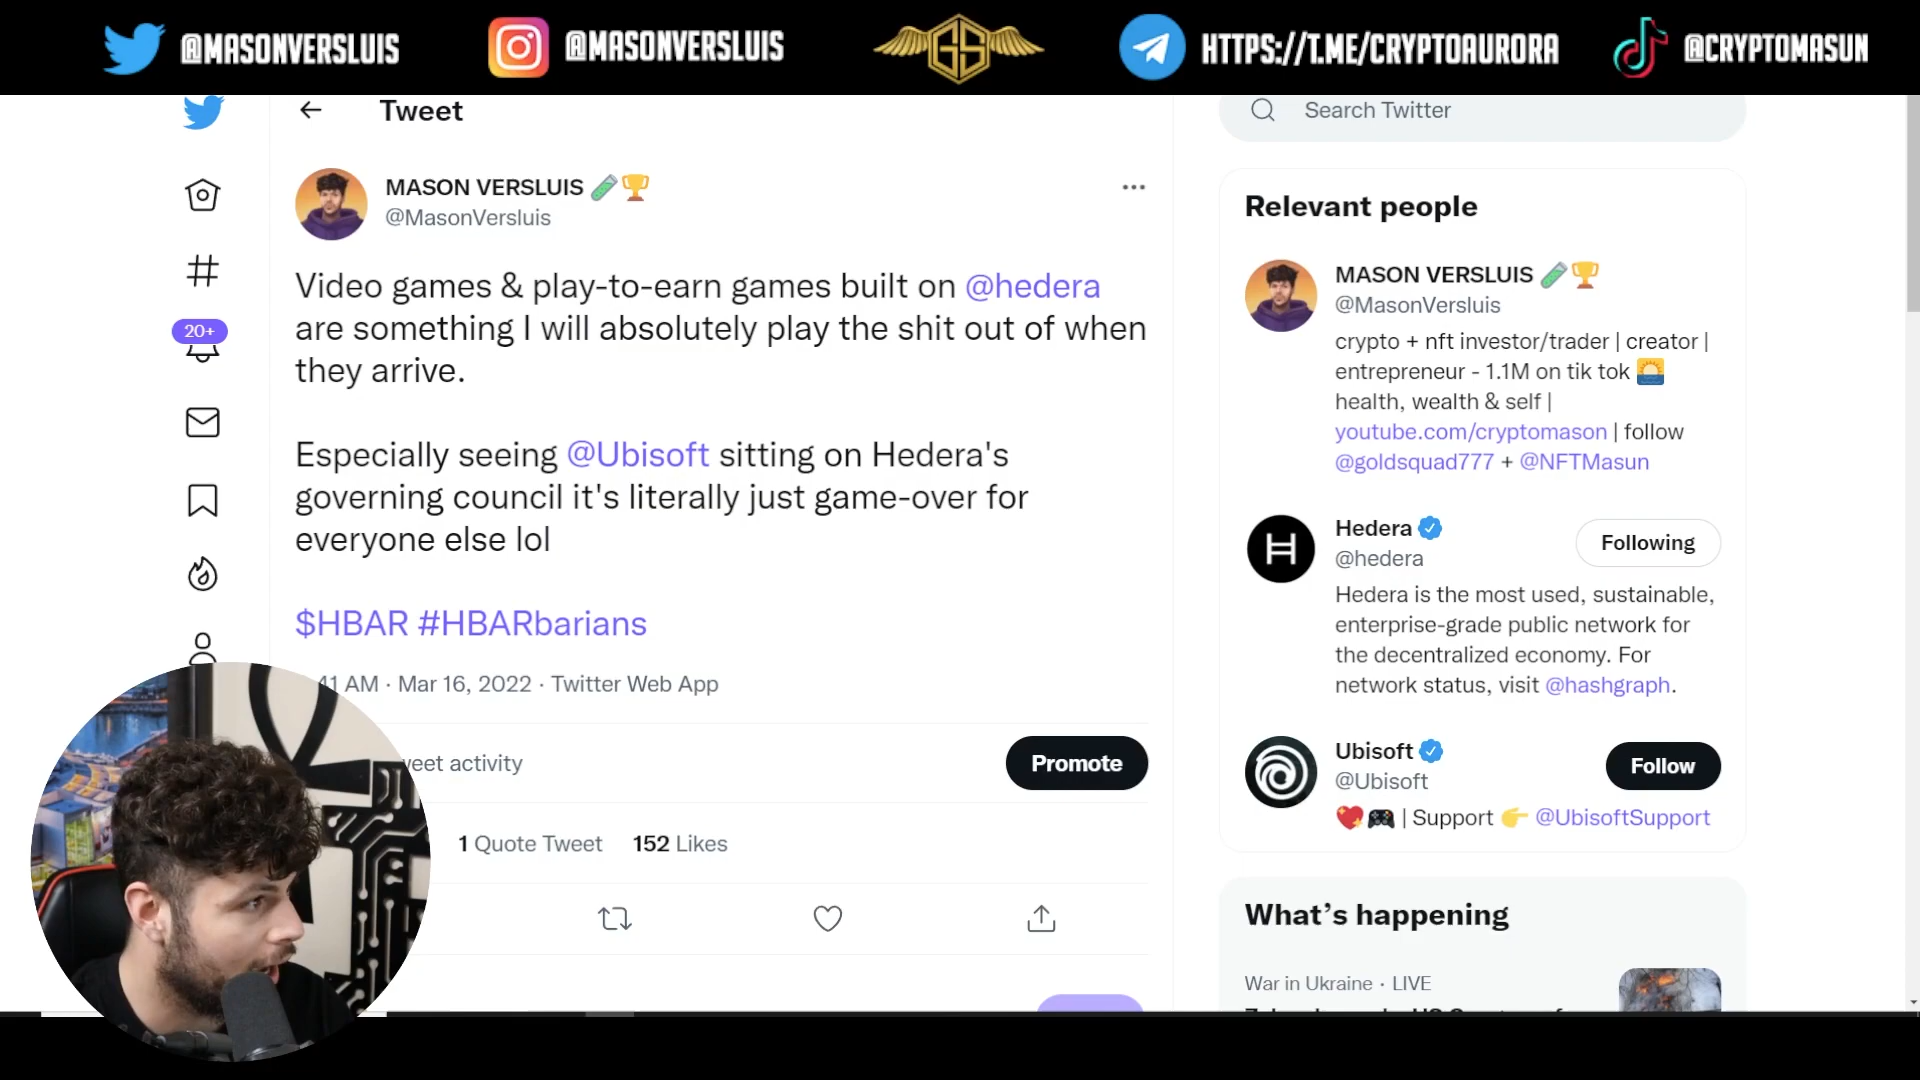 @MASONVERSLUIS
@MASONVERSLUIS
GS
HTTPS://T.ME/CRYPTOAURORA
@CRYPTOMASUN
Tweet
MASON VERSLUIS
@MasonVersluis
Video games & play-to-earn games built on @hedera
are something I will absolutely play the shit out of when
they arrive.
Especially seeing @Ubisoft sitting on Hedera's
governing council it's literally just game-over for
everyone else lol
$HBAR #HBARbarians
41 AM · Mar 16, 2022 · Twitter Web App
weet activity
Promote
1 Quote Tweet 152 Likes
20+
Search Twitter
Relevant people
MASON VERSLUIS
@MasonVersluis
crypto + nft investor/trader | creator |
entrepreneur - 1.1M on tik tok
health, wealth & self |
youtube.com/cryptomason | follow
@goldsquad777 + @NFTMasun
Hedera
@hedera
Following
Hedera is the most used, sustainable,
enterprise-grade public network for
the decentralized economy. For
network status, visit @hashgraph.
Ubisoft
@Ubisoft
Follow
| Support @UbisoftSupport
What's happening
War in Ukraine · LIVE